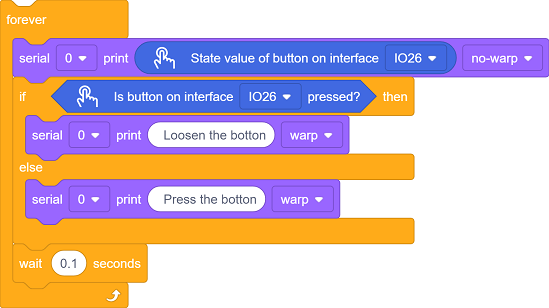 forever
serial 0 print State value of button on interface IO26 no-warp
if Is button on interface IO26 pressed? then
serial 0 print Loosen the botton warp
else
serial 0 print Press the botton warp
wait 0.1 seconds